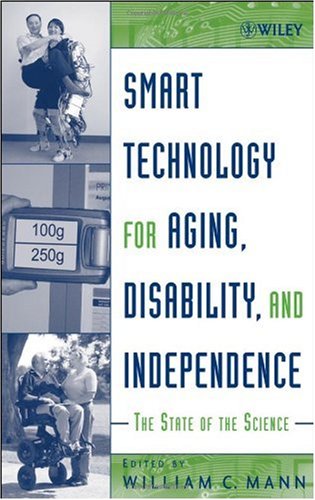 WILEY
SMART
TECHNOLOGY
FOR AGING,
DISABILITY, AND
INDEPENDENCE
THE STATE OF THE SCIENCE
EDITED BY
WILLIAM C. MANN
100g
250g